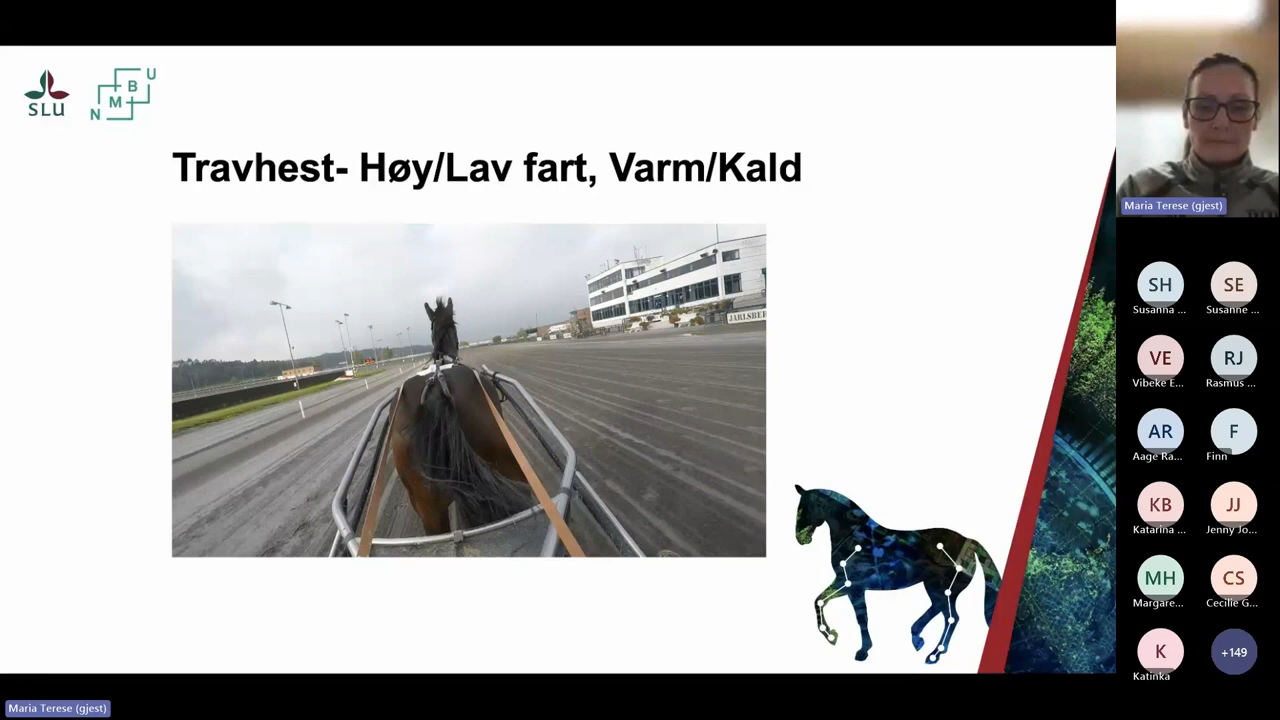 SLU
N
M
B
U
Travhest- Høy/Lav fart, Varm/Kald
JARLSBER
Maria Terese (gjest)
SH
Susanna ...
SE
Susanne ...
VE
Vibeke E...
RJ
Rasmus ...
AR
Aage Ra...
F
Finn
KB
Katarina ...
JJ
Jenny Jo...
MH
Margare...
CS
Cecilie G...
K
Katinka
+149
Maria Terese (gjest)